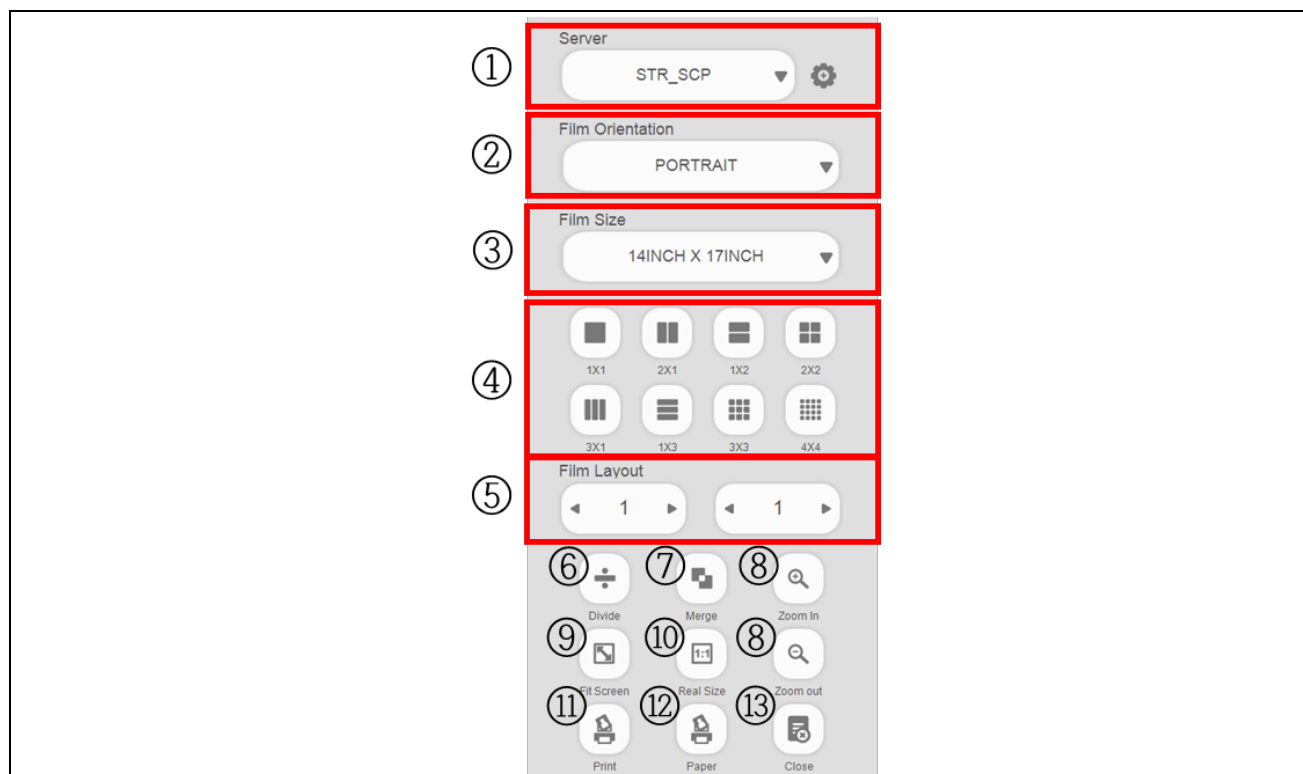 ① Server
STR_SCP
② Film Orientation
PORTRAIT
③ Film Size
14INCH X 17INCH
④
1X1 2X1 1X2 2X2
3X1 1X3 3X3 4X4
⑤ Film Layout
1 1
⑥ ⑦ ⑧
Divide Merge Zoom In
⑨ ⑩ 1:1 ⑧
Fit Screen Real Size Zoom out
⑪ ⑫ ⑬
Print Paper Close